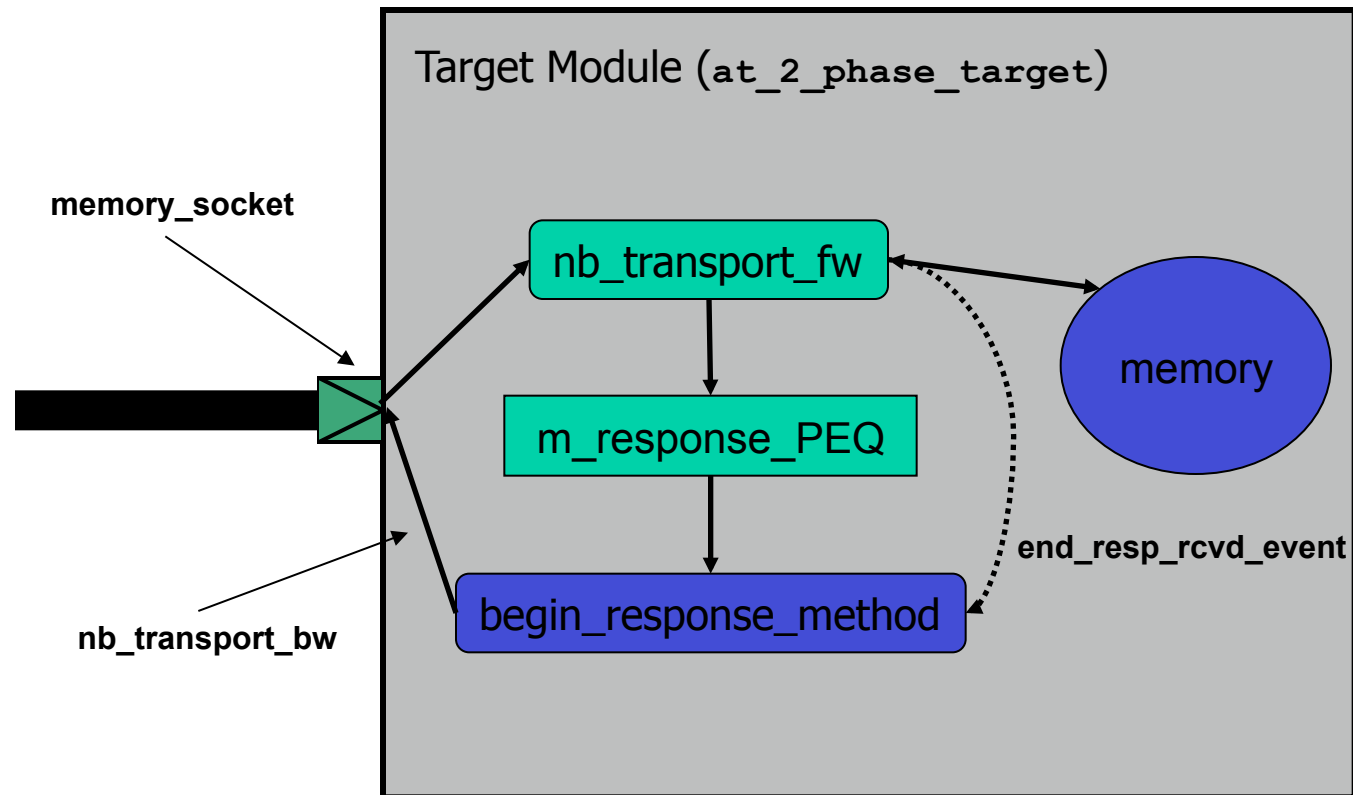 Target Module (at_2_phase_target)
memory_socket
nb_transport_fw
memory
m_response_PEQ
end_resp_rcvd_event
begin_response_method
nb_transport_bw